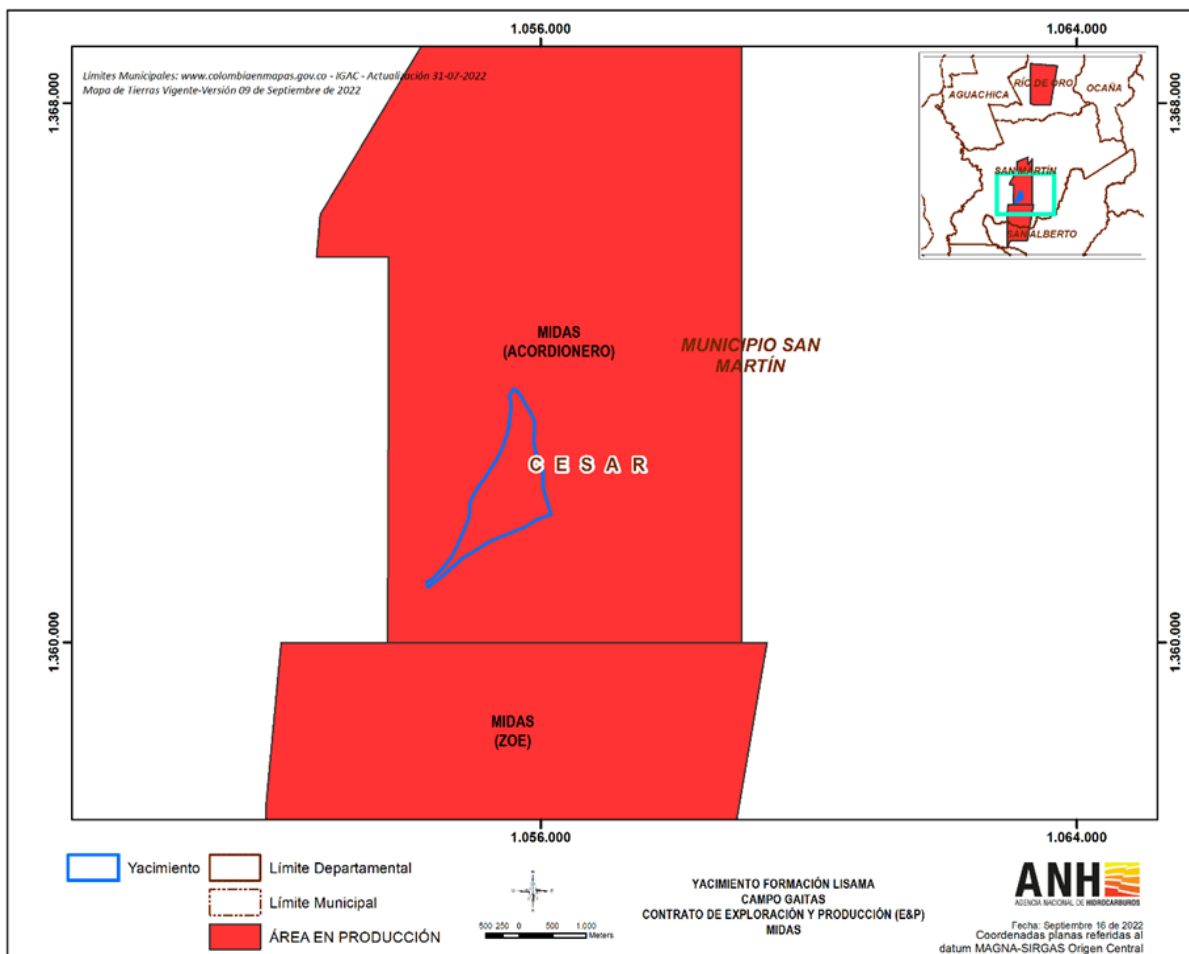 1.056.000
1.064.000
Límites Municipales: www.colombiaenmapas.gov.co - IGAC - Actualización 31-07-2022
Mapa de Tierras Vigente-Versión 09 de Septiembre de 2022
1.368.000
1.368.000
AGUACHICA
RÍO DE ORO
OCAÑA
SAN MARTÍN
SAN ALBERTO
MIDAS
(ACORDIONERO)
MUNICIPIO SAN
MARTÍN
CESAR
1.360.000
1.360.000
MIDAS
(ZOE)
1.056.000
1.064.000
Yacimiento
Límite Departamental
Límite Municipal
ÁREA EN PRODUCCIÓN
500 250 0 500 1.000
Meters
YACIMIENTO FORMACIÓN LISAMA
CAMPO GAITAS
CONTRATO DE EXPLORACIÓN Y PRODUCCIÓN (E&P)
MIDAS
ANH
AGENCIA NACIONAL DE HIDROCARBUROS
Fecha: Septiembre 16 de 2022
Coordenadas planas referidas al
datum MAGNA-SIRGAS Origen Central